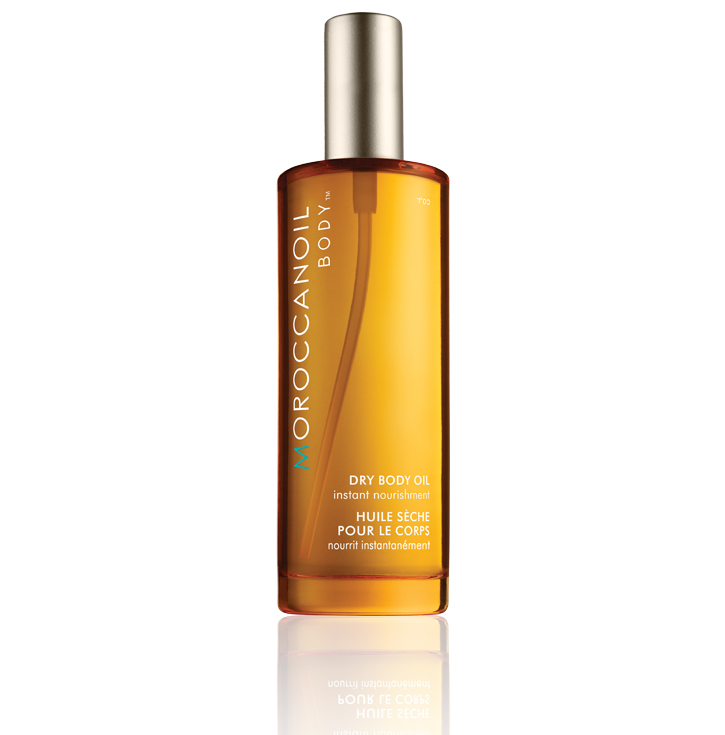 MOROCCANOIL
BODY™
DRY BODY OIL
instant nourishment
HUILE SÈCHE
POUR LE CORPS
nourrit instantanément